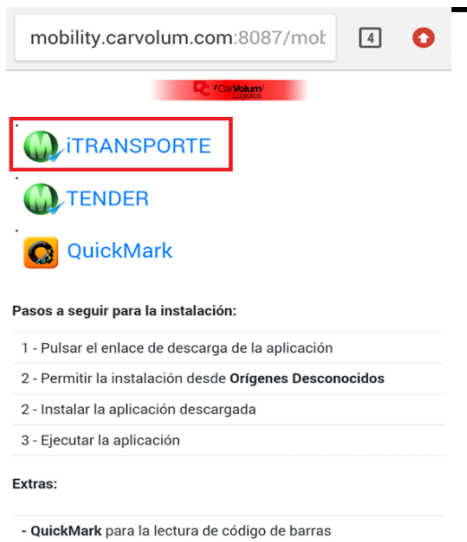 mobility.carvolum.com:8087/mot
4
CarVolum
Logistica
iTRANSPORTE
TENDER
QuickMark
Pasos a seguir para la instalación:
1 - Pulsar el enlace de descarga de la aplicación
2 - Permitir la instalación desde Orígenes Desconocidos
2 - Instalar la aplicación descargada
3 - Ejecutar la aplicación
Extras:
- QuickMark para la lectura de código de barras